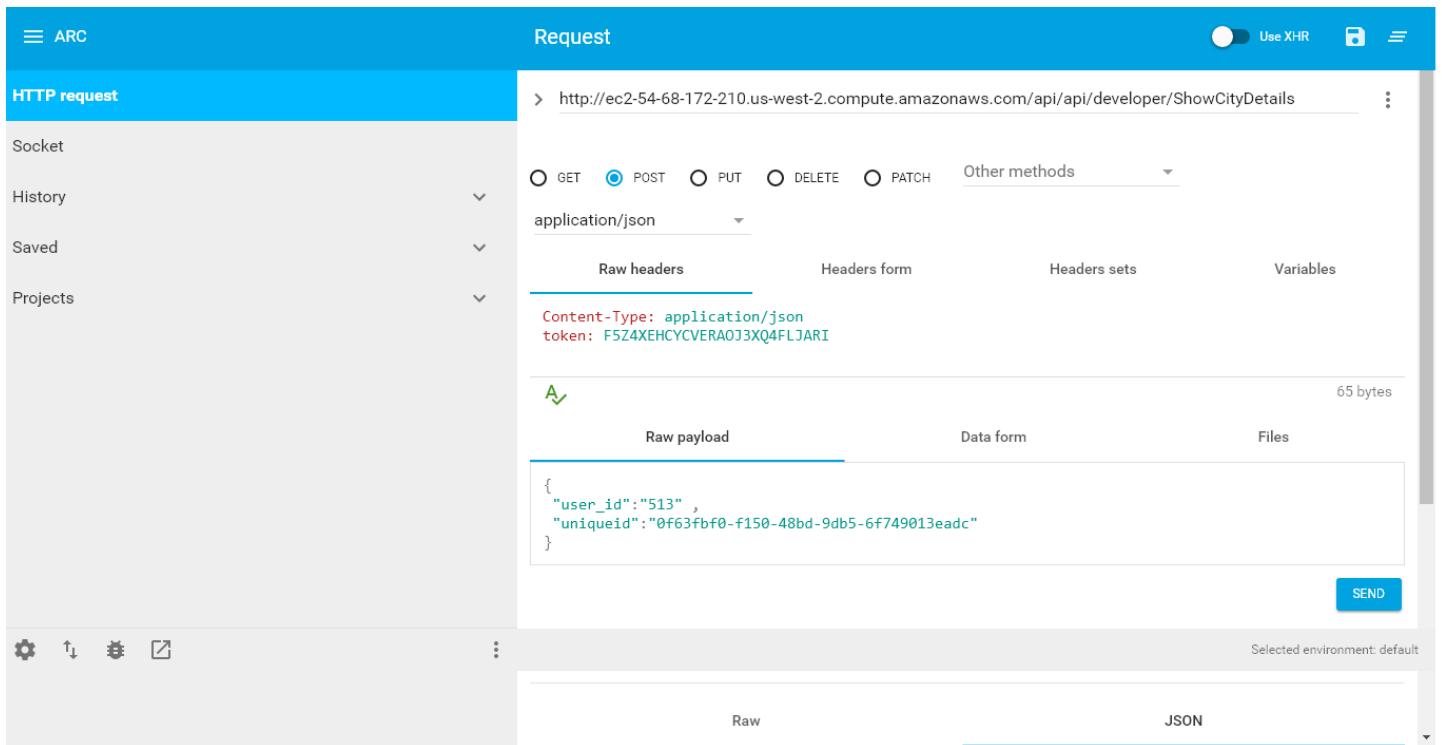 ARC
Request
Use XHR
HTTP request
http://ec2-54-68-172-210.us-west-2.compute.amazonaws.com/api/api/developer/ShowCityDetails
Socket
History
Saved
Projects
GET POST PUT DELETE PATCH Other methods
application/json
Raw headers Headers form Headers sets Variables
Content-Type: application/json
token: F5Z4XEHCYCVERAOJ3XQ4FLJARI
65 bytes
Raw payload Data form Files
{
"user_id":"513" ,
"uniqueid":"0f63fbf0-f150-48bd-9db5-6f749013eadc"
}
SEND
Selected environment: default
Raw JSON